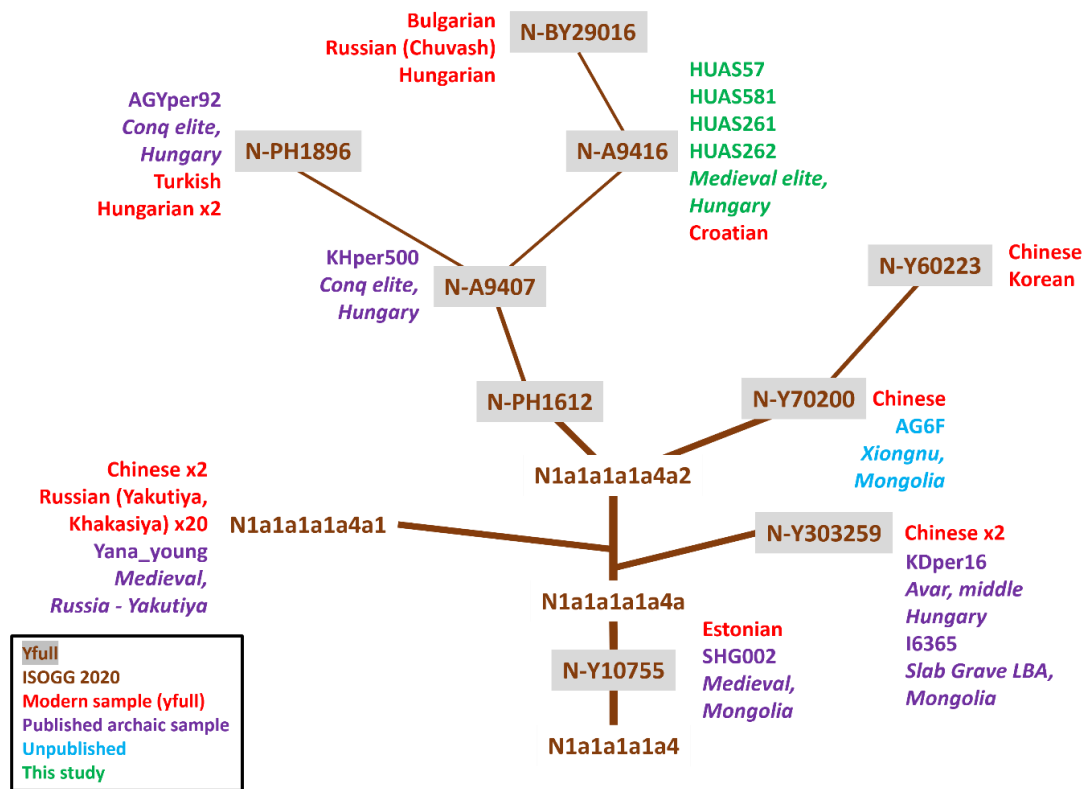 Bulgarian
Russian (Chuvash)
Hungarian
N-BY29016
AGYper92
Conq elite,
Hungary
Turkish
Hungarian x2
N-PH1896
N-A9416
HUAS57
HUAS581
HUAS261
HUAS262
Medieval elite,
Hungary
Croatian
KHper500
Conq elite,
Hungary
N-A9407
N-Y60223
Chinese
Korean
N-PH1612
N-Y70200
Chinese
AG6F
Xiongnu,
Mongolia
N1a1a1a1a4a2
Chinese x2
Russian (Yakutiya,
Khakasiya) x20
Yana_young
Medieval,
Russia - Yakutiya
N1a1a1a1a4a1
N-Y303259
Chinese x2
KDper16
Avar, middle
Hungary
I6365
Slab Grave LBA,
Mongolia
N1a1a1a1a4a
N-Y10755
Estonian
SHG002
Medieval,
Mongolia
N1a1a1a1a4
Yfull
ISOGG 2020
Modern sample (yfull)
Published archaic sample
Unpublished
This study